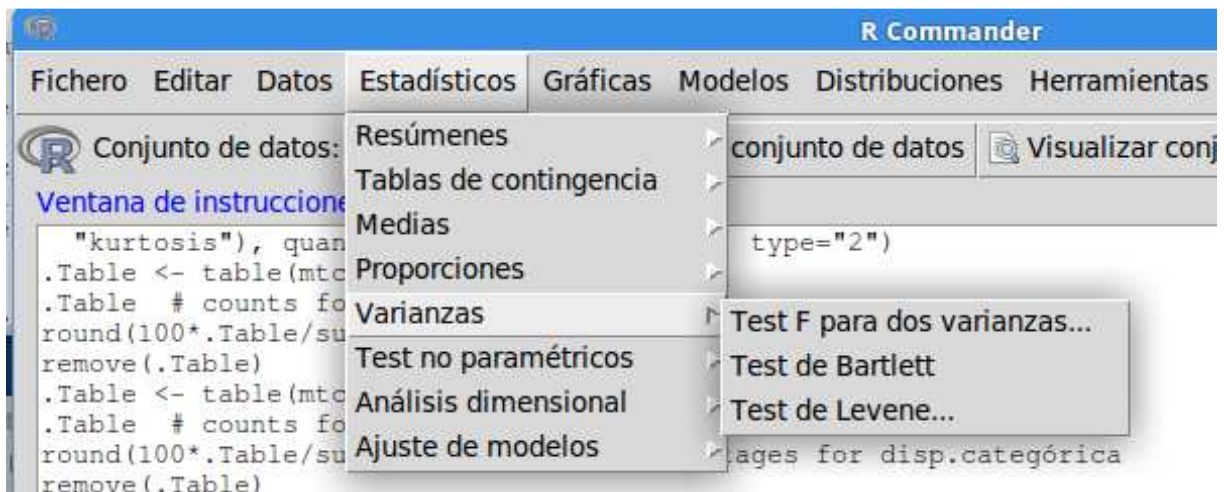 R Commander
Fichero Editar Datos Estadísticos Gráficas Modelos Distribuciones Herramientas
R Conjunto de datos: conjunto de datos Visualizar conj
Ventana de instruccione
Resúmenes
Tablas de contingencia
Medias
Proporciones
Varianzas
Test no paramétricos
Análisis dimensional
Ajuste de modelos
Test F para dos varianzas...
Test de Bartlett
Test de Levene...
"kurtosis"), quan type="2")
.Table <- table(mtc
.Table # counts fo
round(100*.Table/su
remove(.Table)
.Table <- table(mtc
.Table # counts fo
round(100*.Table/su ages for disp.categórica
remove(.Table)